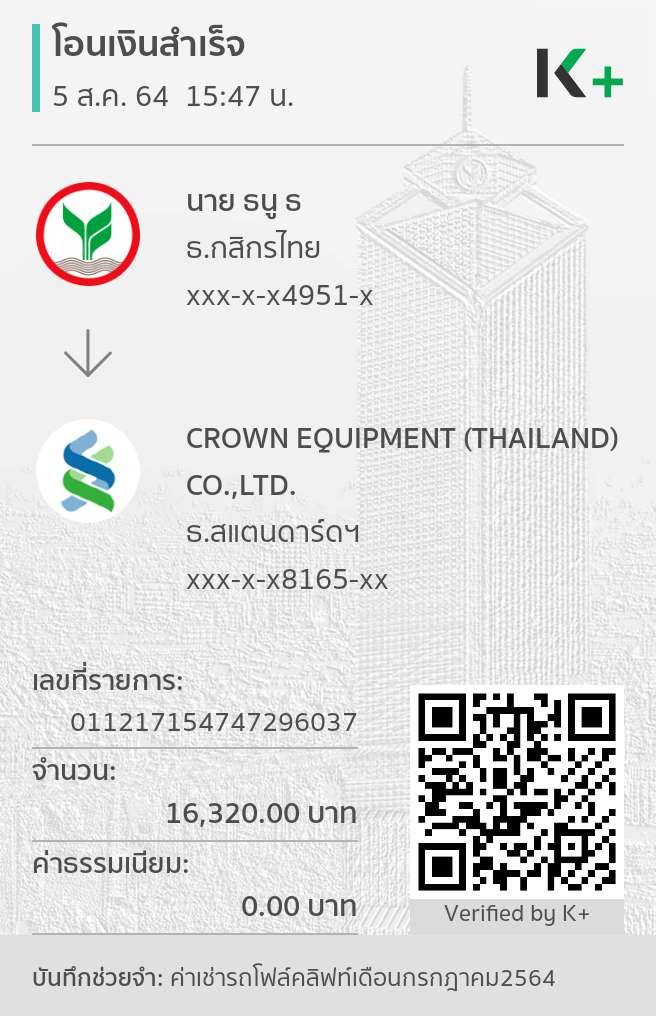 โอนเงินสำเร็จ
5 ส.ค. 64 15:47 น.
K+
นาย ธนู ธ
ธ.กสิกรไทย
xxx-x-x4951-x
CROWN EQUIPMENT (THAILAND)
CO.,LTD.
ธ.สแตนดาร์ดฯ
xxx-x-x8165-xx
เลขที่รายการ:
011217154747296037
จำนวน:
16,320.00 บาท
ค่าธรรมเนียม:
0.00 บาท
Verified by K+
บันทึกช่วยจำ: ค่าเช่ารถโฟล์คลิฟท์เดือนกรกฎาคม2564